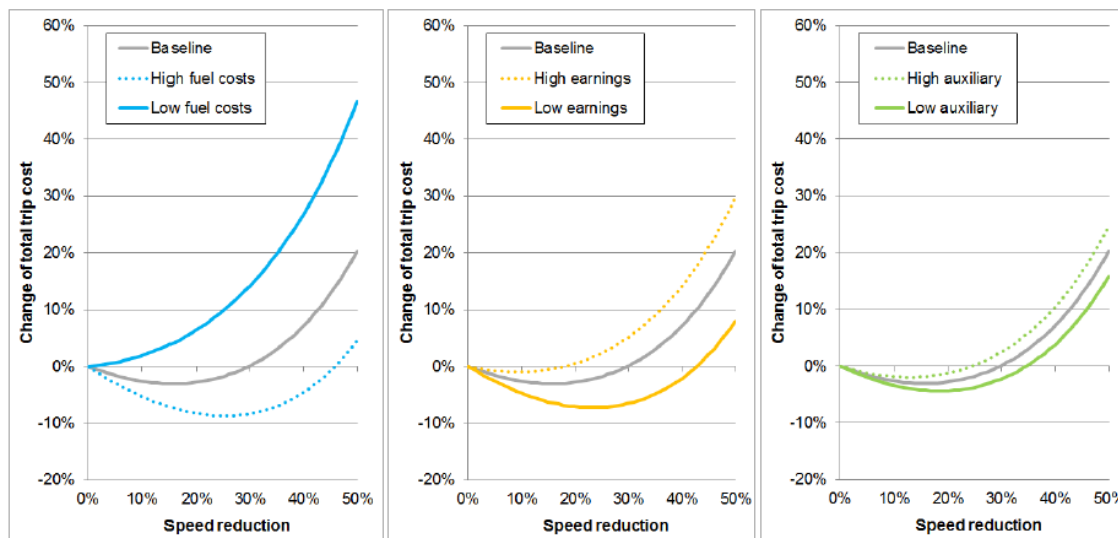 60%
50%
40%
30%
20%
10%
0%
-10%
-20%
Change of total trip cost
Baseline
High fuel costs
Low fuel costs
0% 10% 20% 30% 40% 50%
Speed reduction
60%
50%
40%
30%
20%
10%
0%
-10%
-20%
Change of total trip cost
Baseline
High earnings
Low earnings
0% 10% 20% 30% 40% 50%
Speed reduction
60%
50%
40%
30%
20%
10%
0%
-10%
-20%
Change of total trip cost
Baseline
High auxiliary
Low auxiliary
0% 10% 20% 30% 40% 50%
Speed reduction